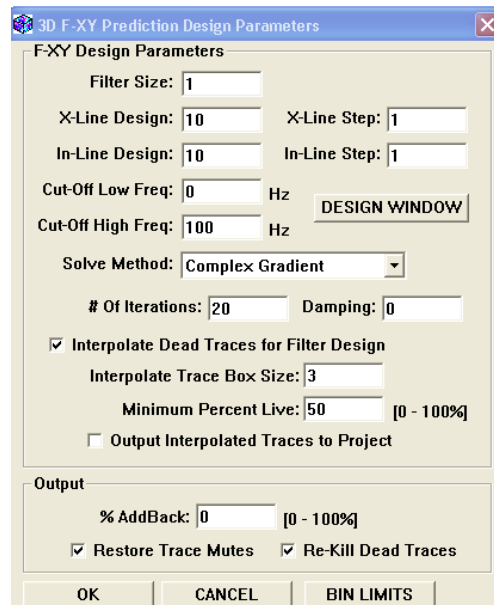 3D F-XY Prediction Design Parameters
F-XY Design Parameters
Filter Size: 1
X-Line Design: 10 X-Line Step: 1
In-Line Design: 10 In-Line Step: 1
Cut-Off Low Freq: 0 Hz
DESIGN WINDOW
Cut-Off High Freq: 100 Hz
Solve Method: Complex Gradient
# Of Iterations: 20 Damping: 0
Interpolate Dead Traces for Filter Design
Interpolate Trace Box Size: 3
Minimum Percent Live: 50 [0 - 100%]
Output Interpolated Traces to Project
Output
% AddBack: 0 [0 - 100%]
Restore Trace Mutes Re-Kill Dead Traces
OK CANCEL BIN LIMITS